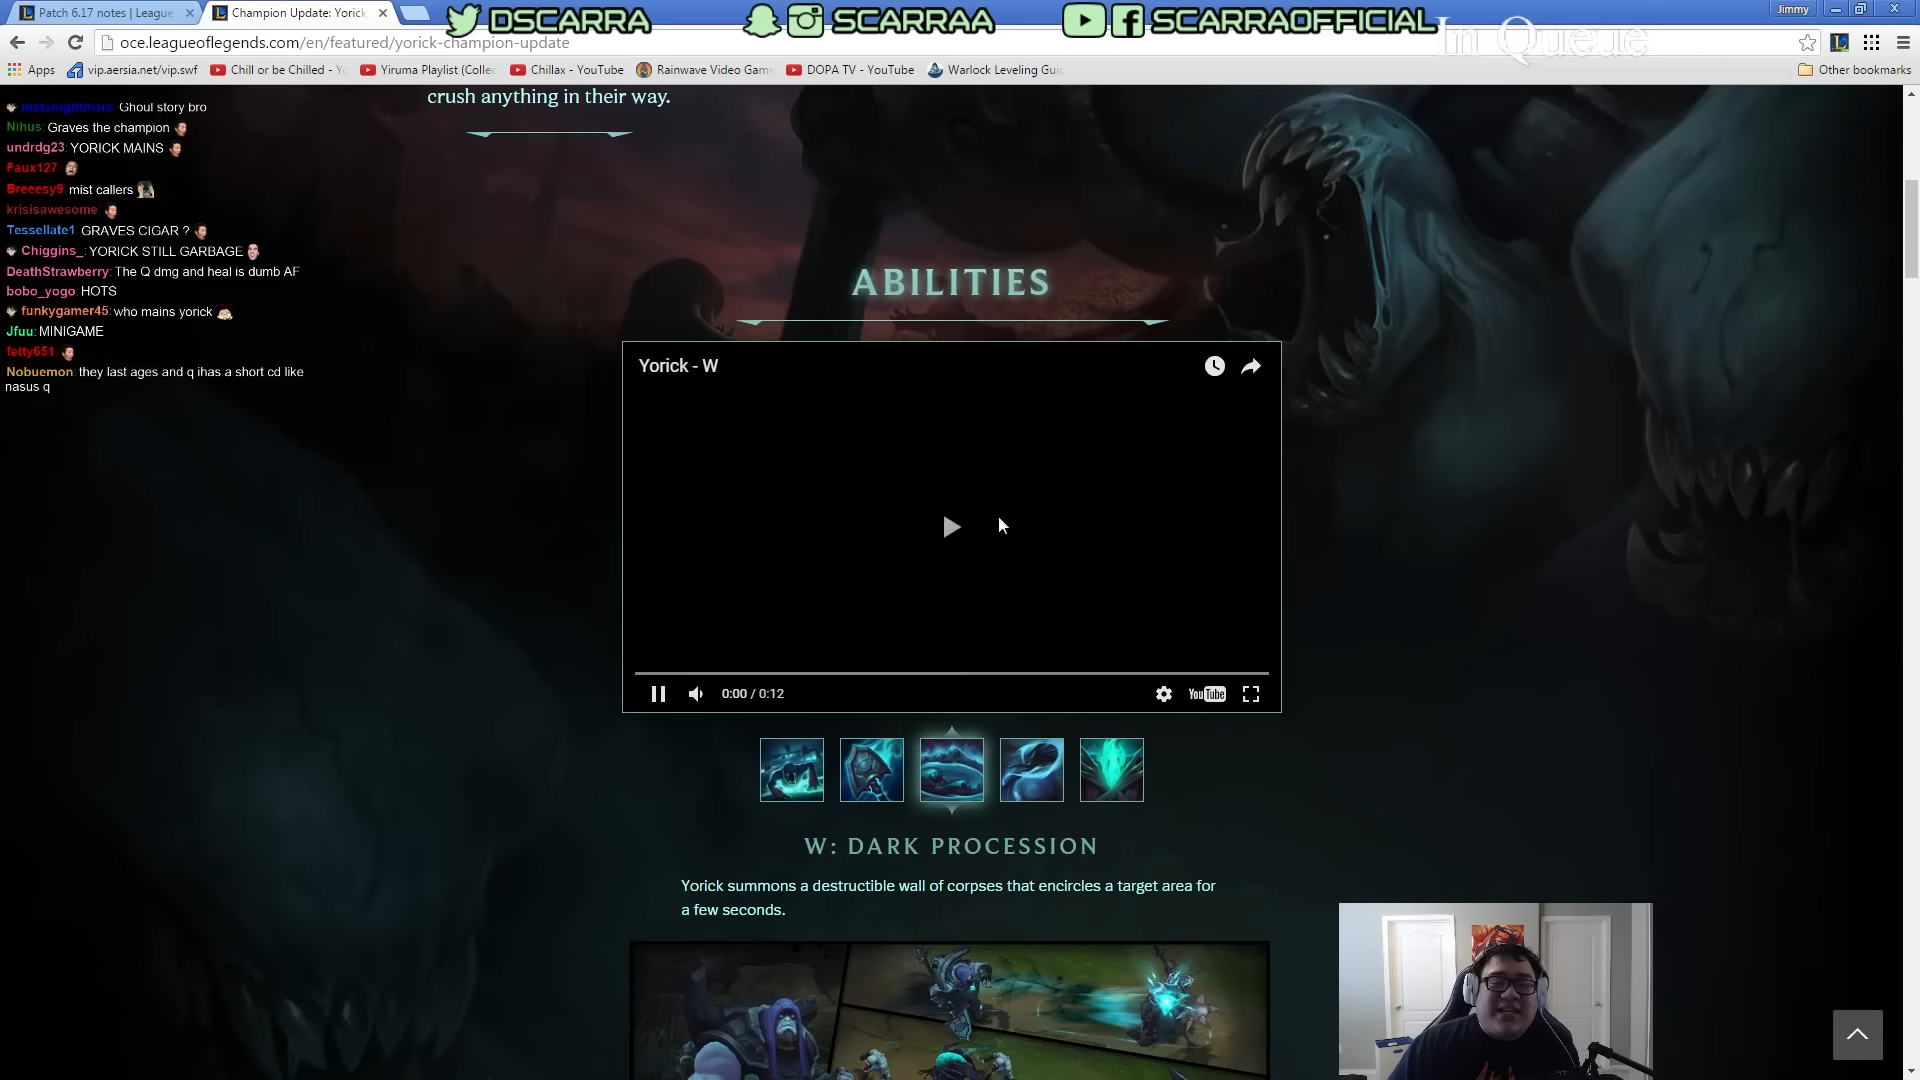 Patch 6.17 notes | League
Champion Update: Yorick
DSCARRA
SCARRAA
SCARRAOFFICIAL
In Queue
Jimmy
oce.leagueoflegends.com/en/featured/yorick-champion-update
Apps
vip.aersia.net/vip.swf
Chill or be Chilled - Yo
Yiruma Playlist (Collec
Chillax - YouTube
Rainwave Video Game
DOPA TV - YouTube
Warlock Leveling Guid
Other bookmarks
crush anything in their way.
metanightmare: Ghoul story bro
Nihus: Graves the champion
undrdg23: YORICK MAINS
Faux127:
Breeesy9: mist callers
krisisawesome:
Tessellate1: GRAVES CIGAR ?
Chiggins_: YORICK STILL GARBAGE
DeathStrawberry: The Q dmg and heal is dumb AF
bobo_yogo: HOTS
funkygamer45: who mains yorick
Jfuu: MINIGAME
fetty651:
Nobuemon: they last ages and q ihas a short cd like
nasus q
ABILITIES
Yorick - W
0:00 / 0:12
YouTube
W: DARK PROCESSION
Yorick summons a destructible wall of corpses that encircles a target area for
a few seconds.